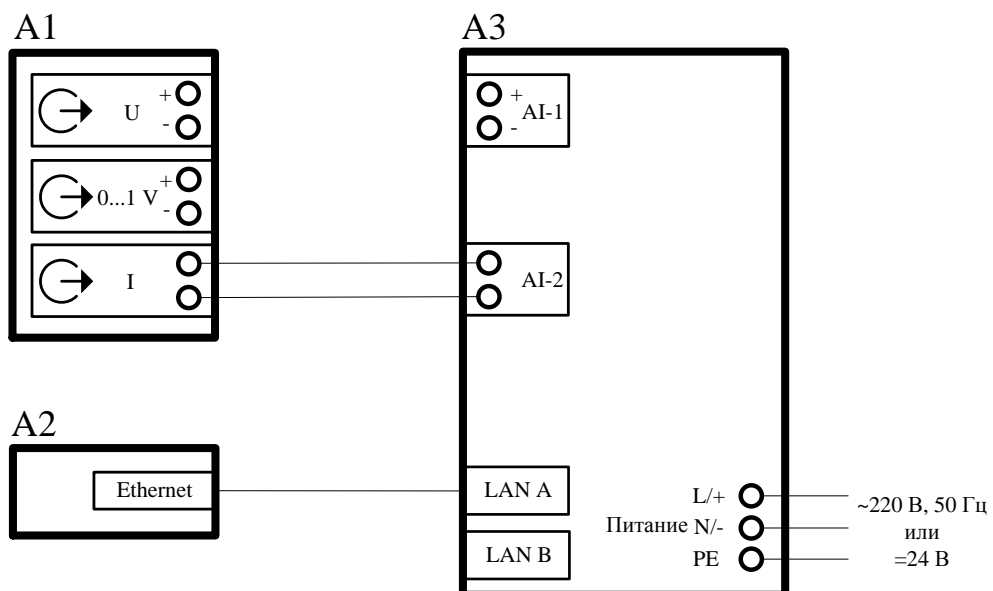 A1
A3
U
+
-
+
-
AI-1
0...1 V
+
-
I
AI-2
A2
Ethernet
LAN A
LAN B
L/+
Питание N/-
PE
~220 В, 50 Гц
или
=24 В